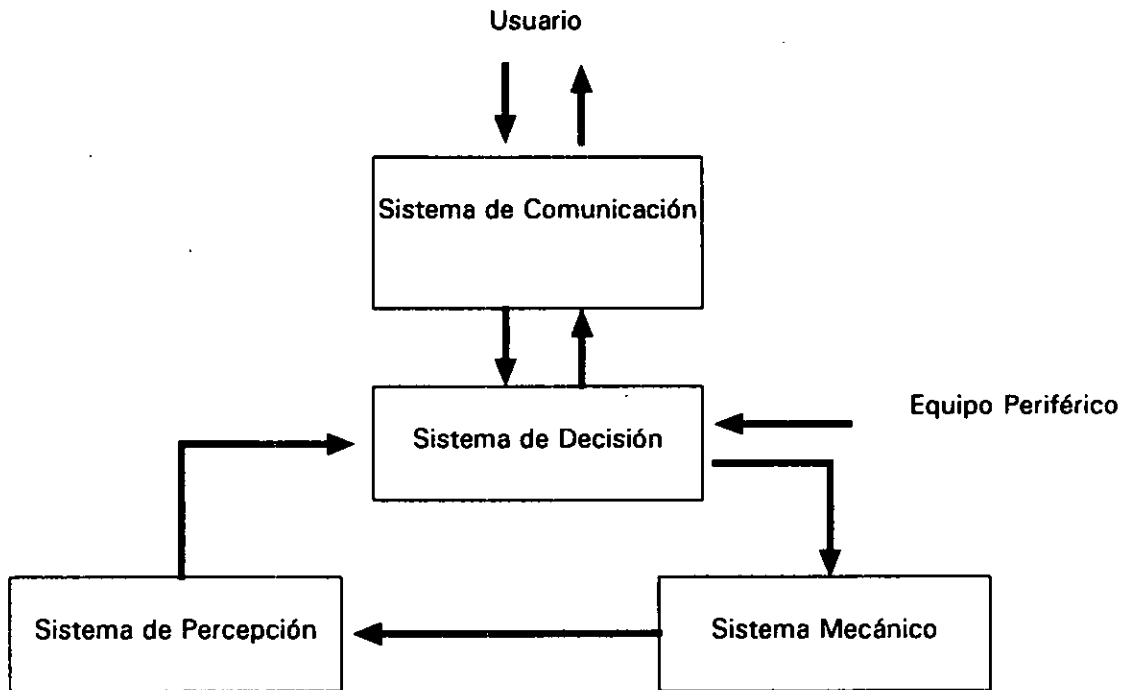 Usuario
Sistema de Comunicación
Equipo Periférico
Sistema de Decisión
Sistema de Percepción
Sistema Mecánico